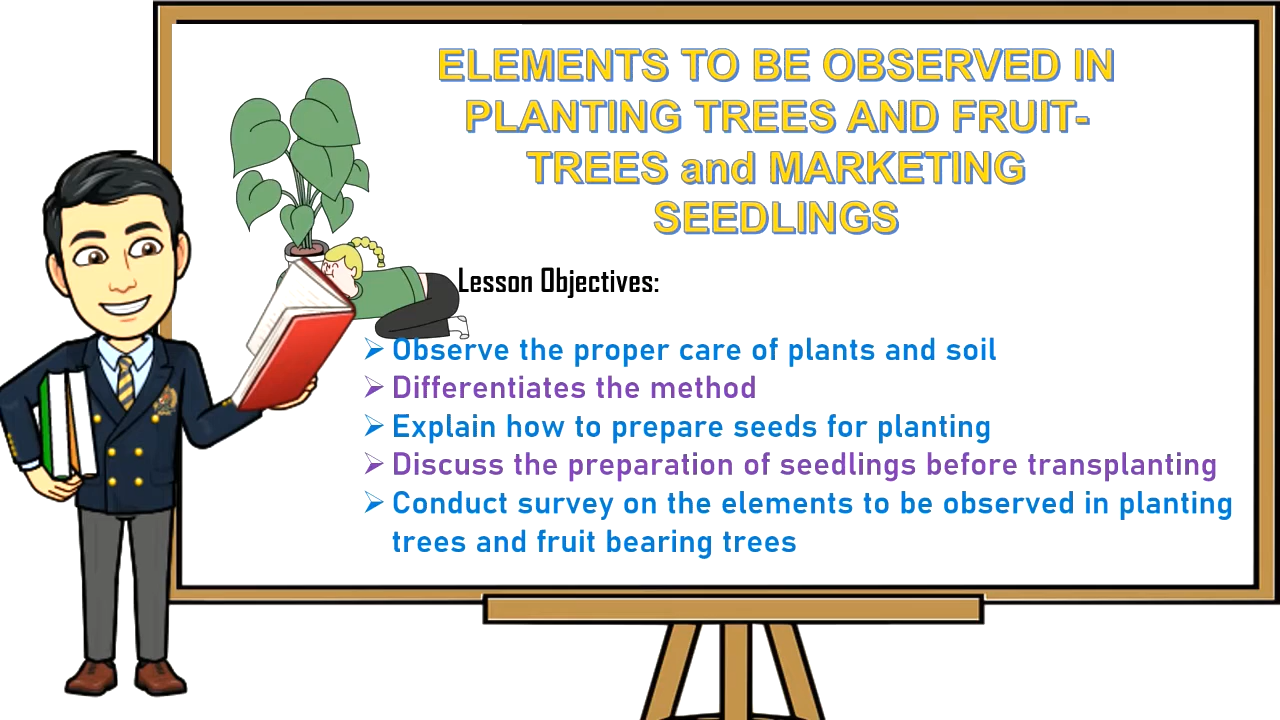 ELEMENTS TO BE OBSERVED IN
PLANTING TREES AND FRUIT-
TREES and MARKETING
SEEDLINGS
Lesson Objectives:
➢ Observe the proper care of plants and soil
➢ Differentiates the method
➢ Explain how to prepare seeds for planting
➢ Discuss the preparation of seedlings before transplanting
➢ Conduct survey on the elements to be observed in planting
trees and fruit bearing trees